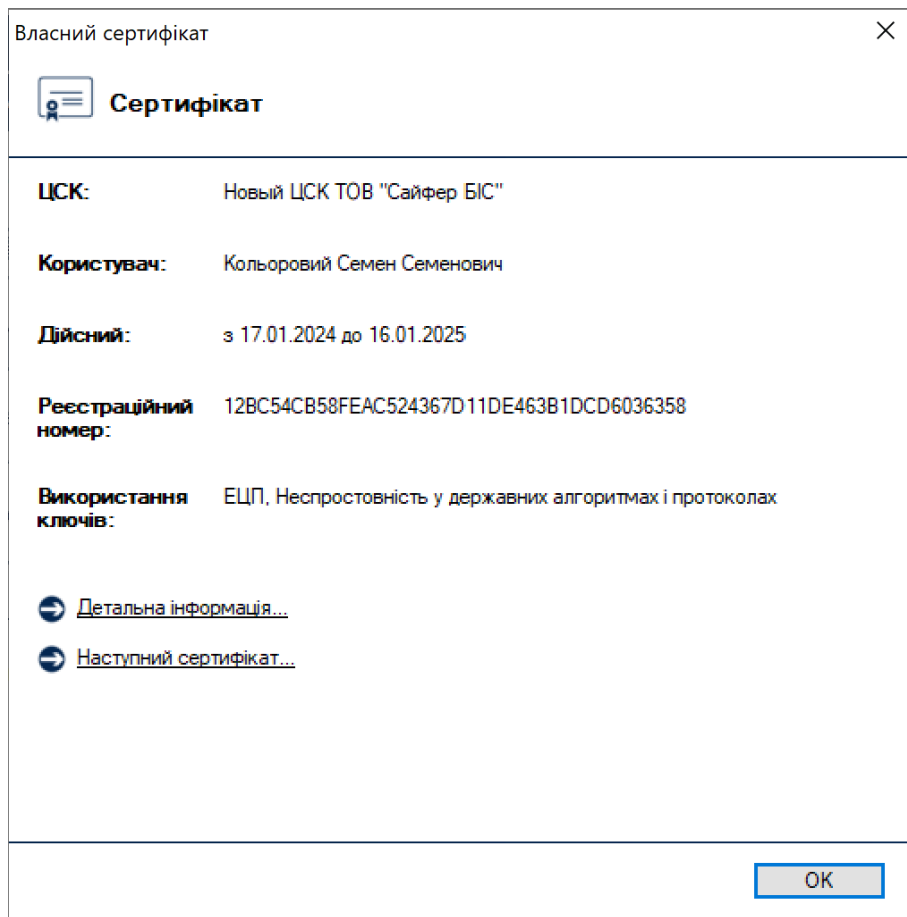 Власний сертифікат
Сертифікат
ЦСК: Новый ЦСК ТОВ "Сайфер БІС"
Користувач: Кольоровий Семен Семенович
Дійсний: з 17.01.2024 до 16.01.2025
Реєстраційний 12BC54CB58FEAC524367D11DE463B1DCD6036358
номер:
Використання ЕЦП, Неспростовність у державних алгоритмах і протоколах
ключів:
Детальна інформація...
Наступний сертифікат...
OK